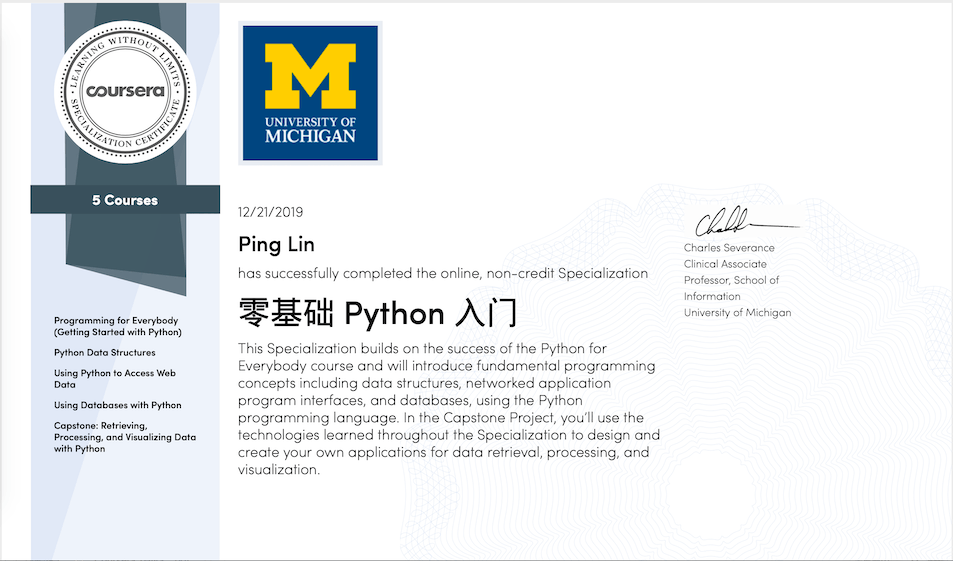 LEARNING WITHOUT LIMITS
coursera
SPECIALIZATION CERTIFICATE
5 Courses
Programming for Everybody
(Getting Started with Python)
Python Data Structures
Using Python to Access Web
Data
Using Databases with Python
Capstone: Retrieving,
Processing, and Visualizing Data
with Python
M
UNIVERSITY OF
MICHIGAN
12/21/2019
Ping Lin
has successfully completed the online, non-credit Specialization
零基础 Python 入门
This Specialization builds on the success of the Python for
Everybody course and will introduce fundamental programming
concepts including data structures, networked application
program interfaces, and databases, using the Python
programming language. In the Capstone Project, you’ll use the
technologies learned throughout the Specialization to design and
create your own applications for data retrieval, processing, and
visualization.
Charles Severance
Clinical Associate
Professor, School of
Information
University of Michigan